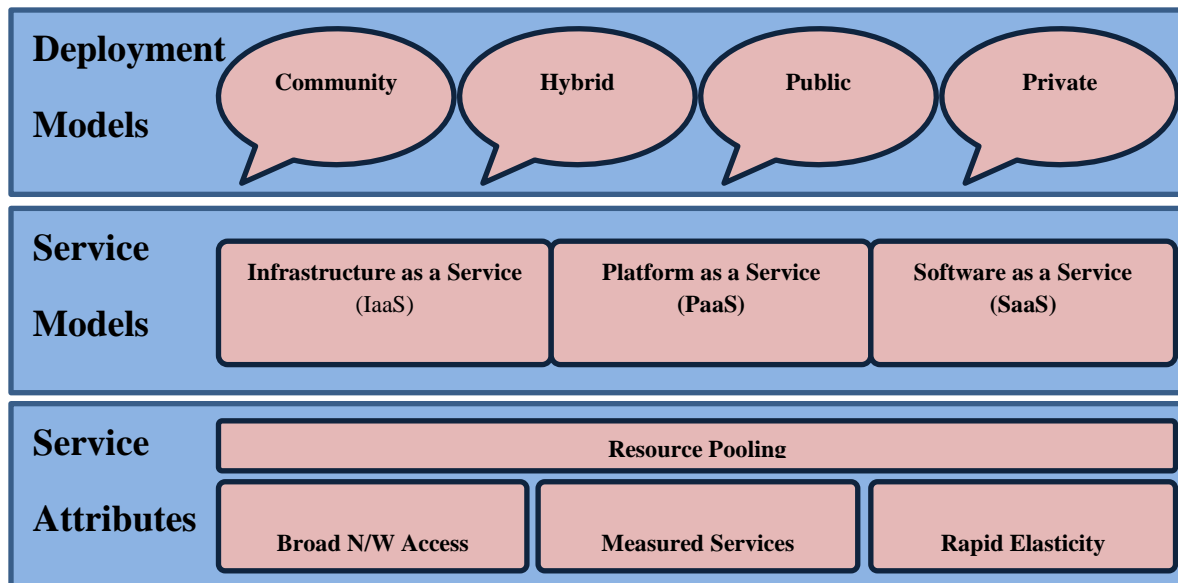 Deployment
Models
Community
Hybrid
Public
Private
Service
Models
Infrastructure as a Service
(IaaS)
Platform as a Service
(PaaS)
Software as a Service
(SaaS)
Service
Attributes
Resource Pooling
Broad N/W Access
Measured Services
Rapid Elasticity